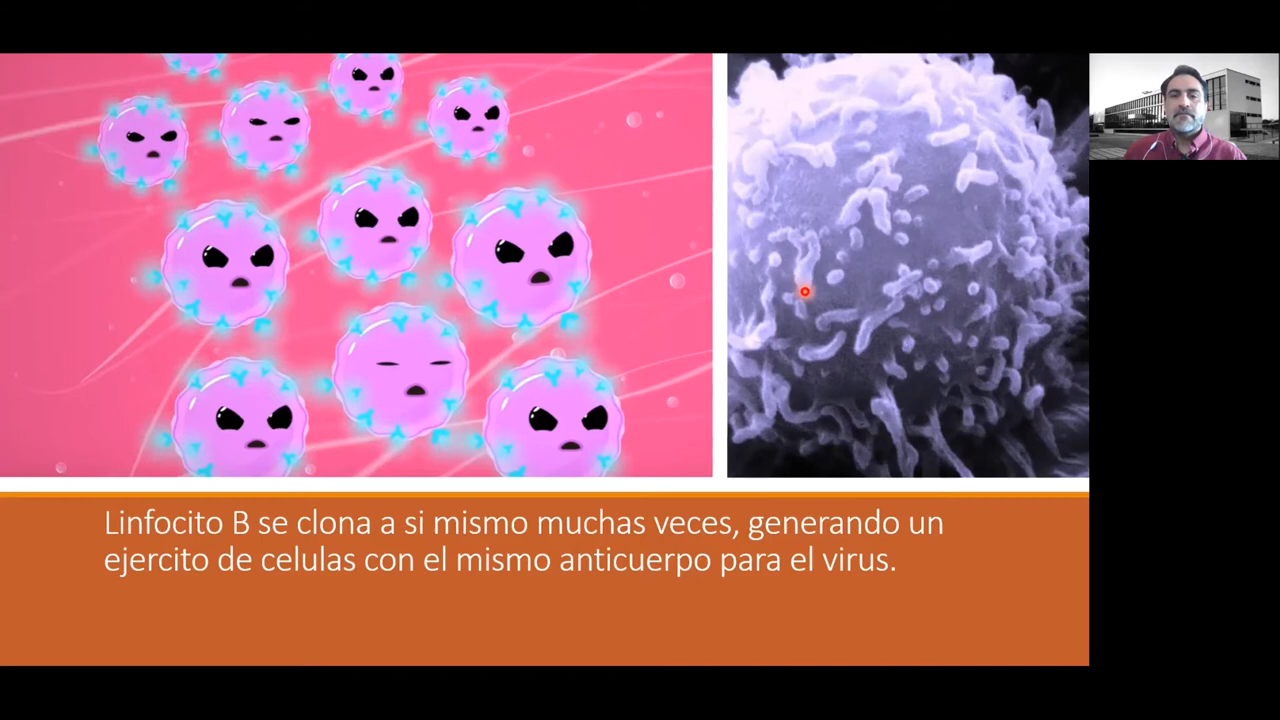 Linfocito B se clona a si mismo muchas veces, generando un
ejercito de celulas con el mismo anticuerpo para el virus.